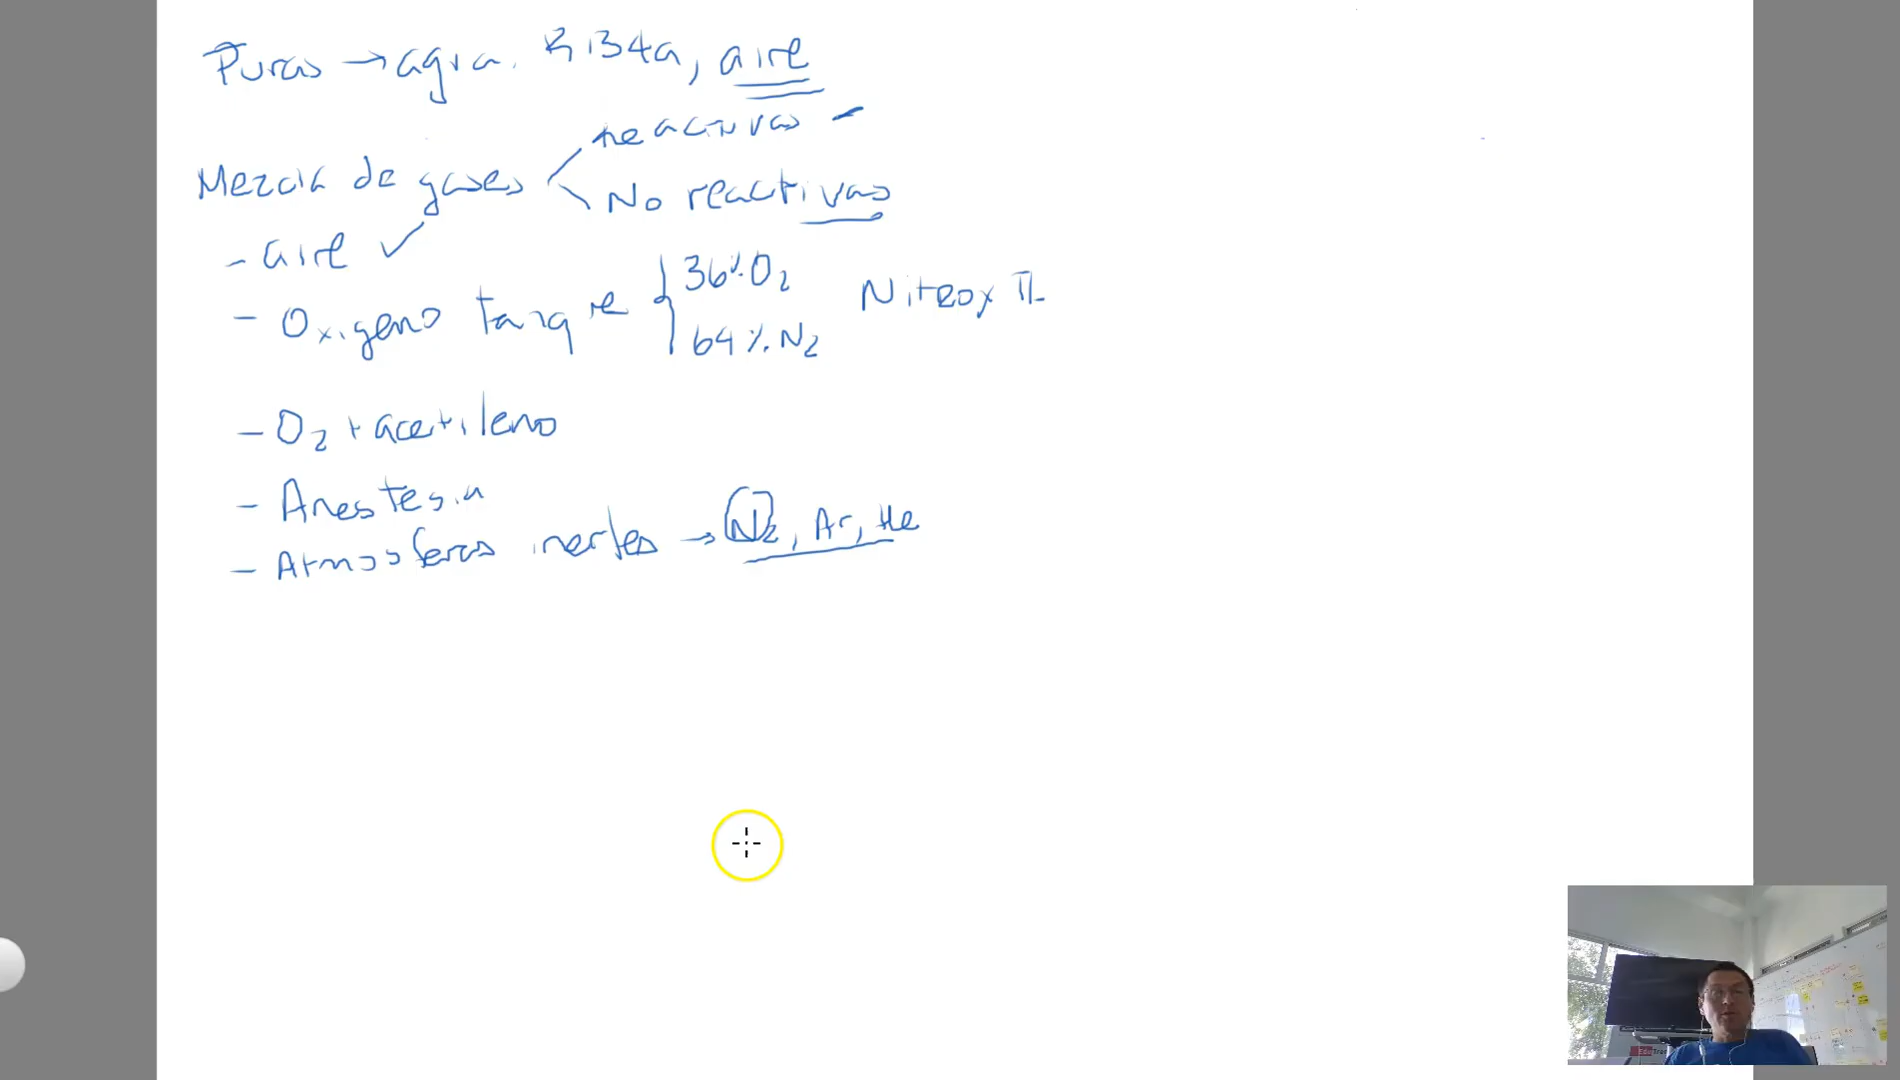 Puras → agua. R134a, aire
Mezcla de gases
reactivas
No reactivas
- aire ✓
- Oxigeno tanque { 36% O2
64% N2
Nitrox II
- O2 + acetileno
- Anestesia
- Atmosferas inertes → N2, Ar, He